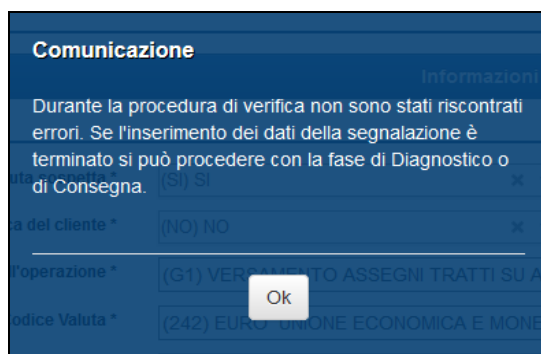 Comunicazione
Informazioni
Durante la procedura di verifica non sono stati riscontrati
errori. Se l'inserimento dei dati della segnalazione è
terminato si può procedere con la fase di Diagnostico o
di Consegna.
sospetta * (SI) SI
del cliente * (NO) NO
l'operazione * (G1) VERSAMENTO ASSEGNI TRATTI SU A
Ok
odice Valuta * (242) EURO UNIONE ECONOMICA E MONE